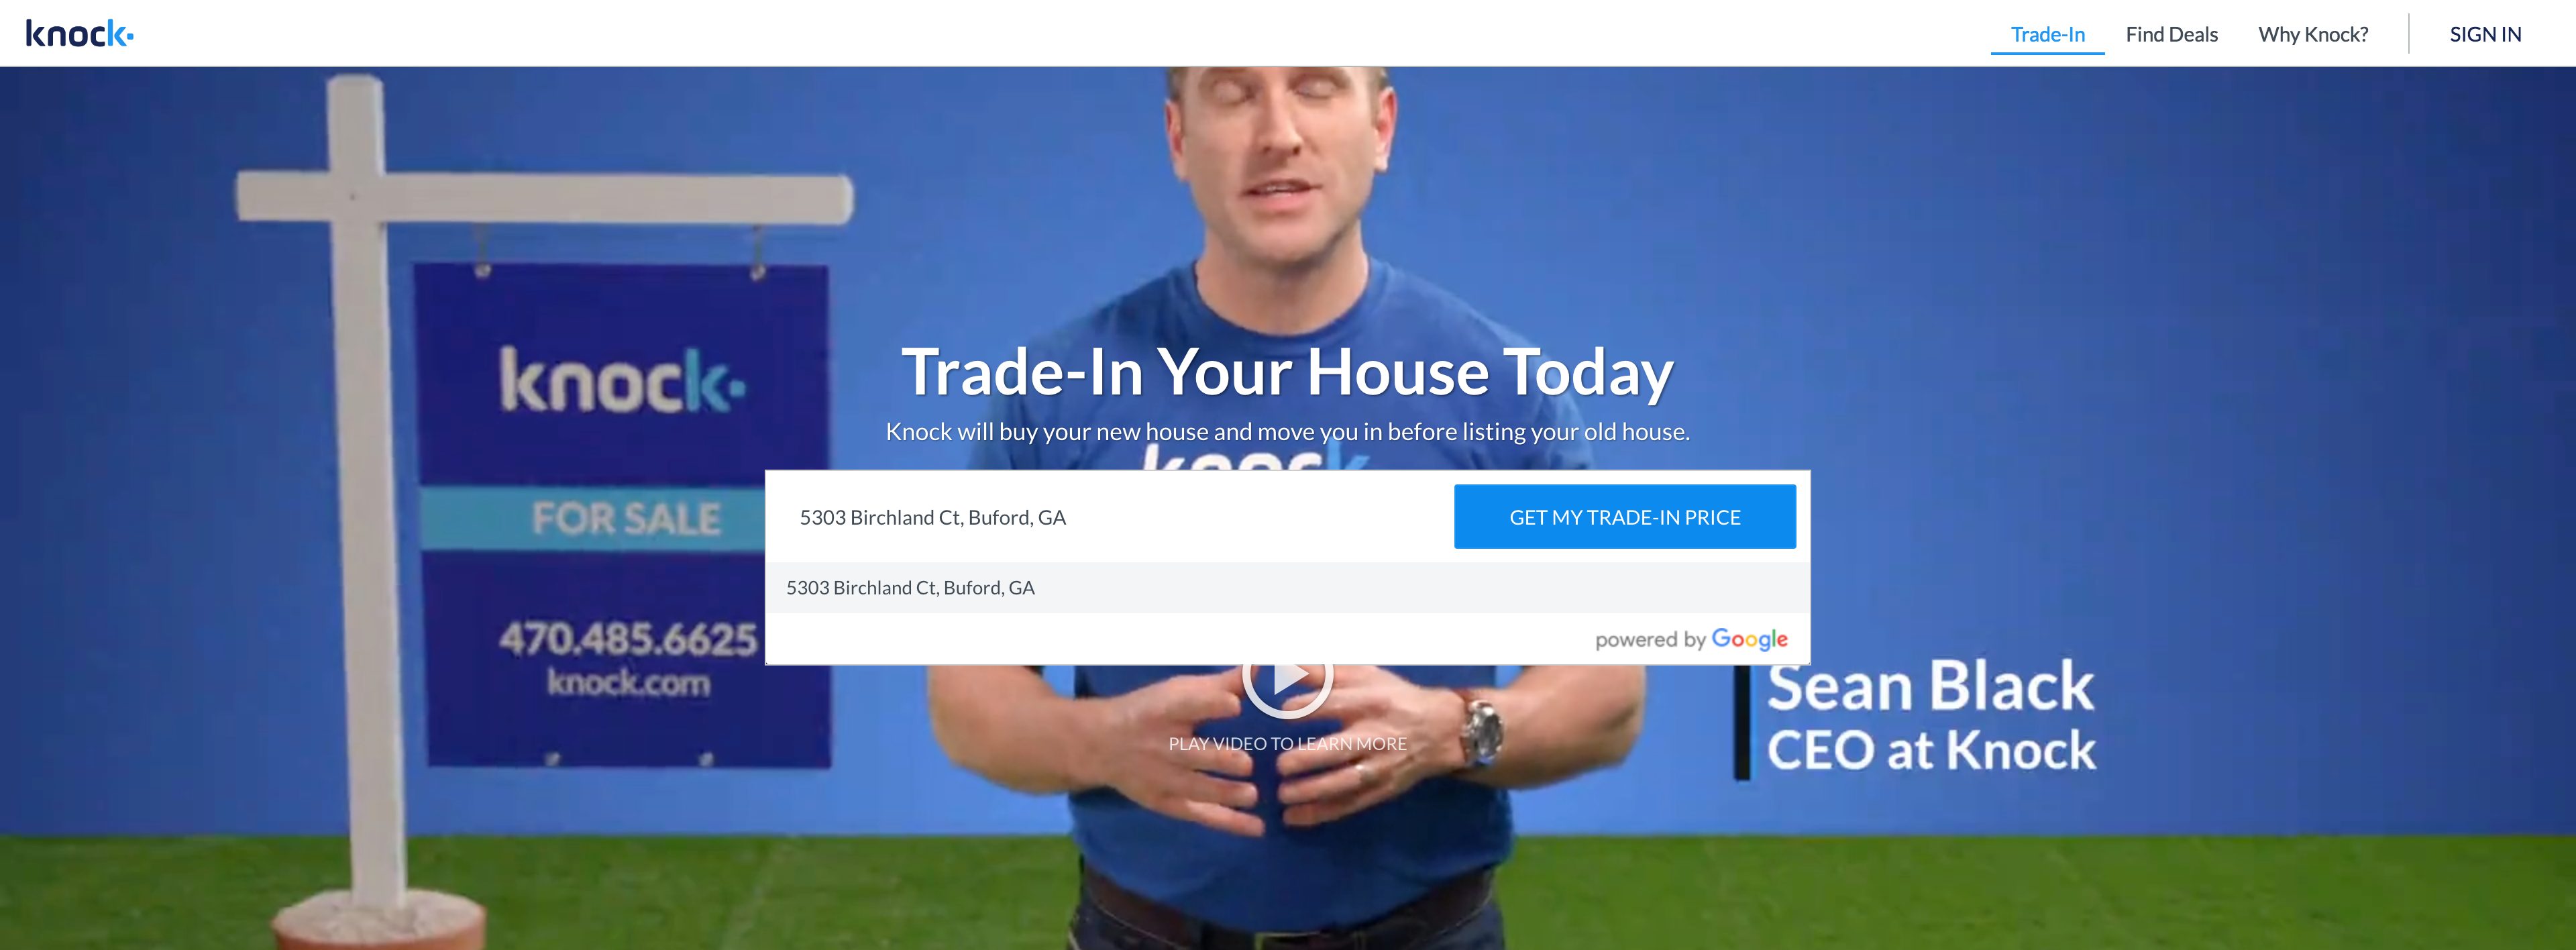 knock
Trade-In
Find Deals
Why Knock?
SIGN IN
knock
FOR SALE
470.485.6625
knock.com
Trade-In Your House Today
Knock will buy your new house and move you in before listing your old house.
knock
5303 Birchland Ct, Buford, GA
GET MY TRADE-IN PRICE
5303 Birchland Ct, Buford, GA
powered by Google
PLAY VIDEO TO LEARN MORE
Sean Black
CEO at Knock